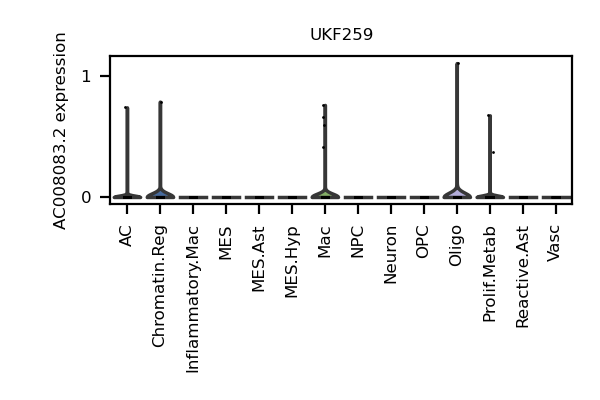 UKF259
AC008083.2 expression
1
0
AC
Chromatin.Reg
Inflammatory.Mac
MES
MES.Ast
MES.Hyp
Mac
NPC
Neuron
OPC
Oligo
Prolif.Metab
Reactive.Ast
Vasc